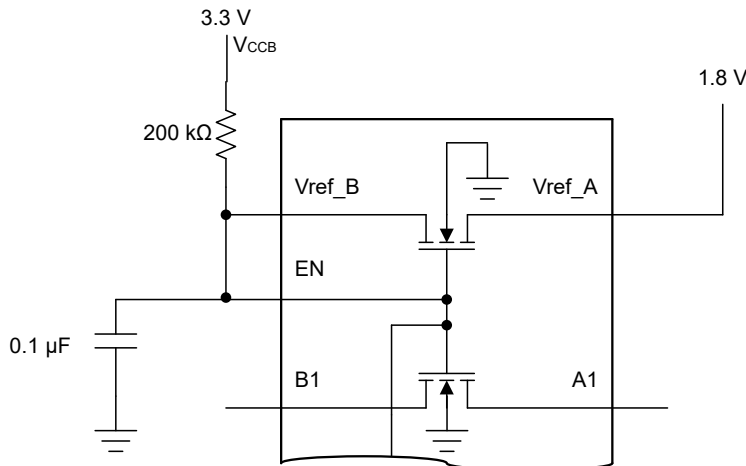 3.3 V
VCCB
1.8 V
200 kΩ
Vref_B
Vref_A
EN
0.1 µF
B1
A1